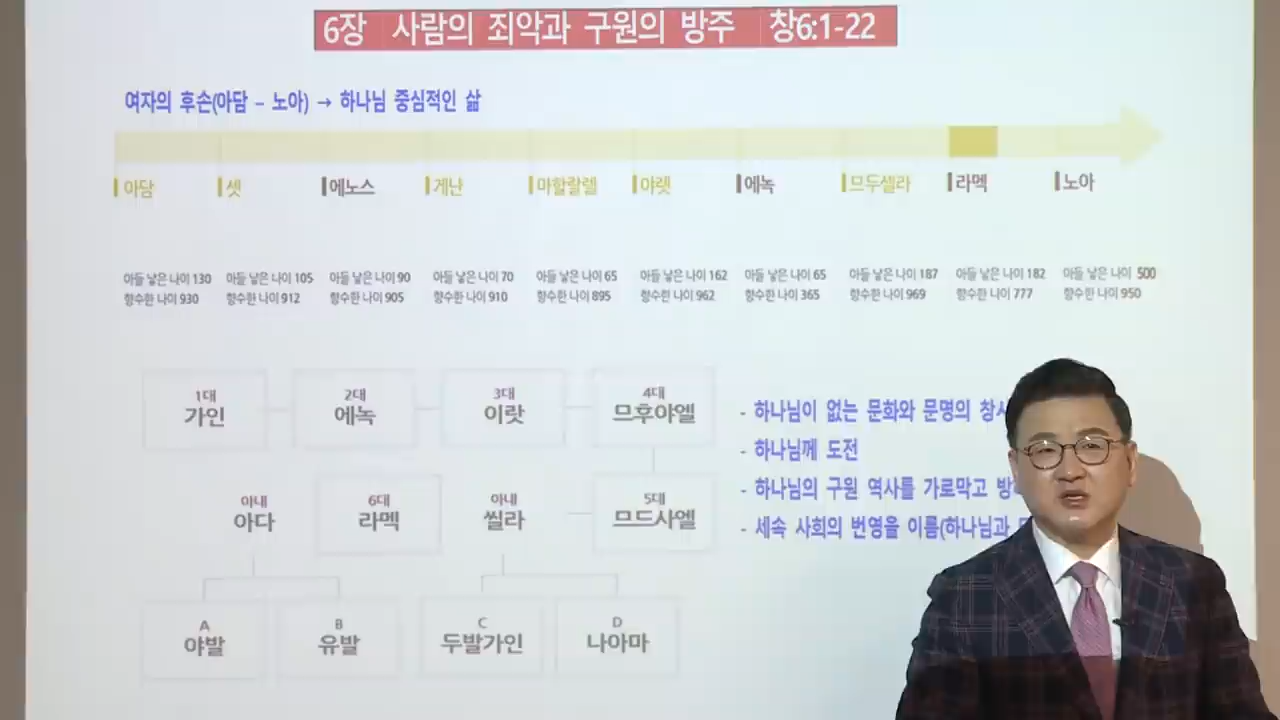 6장 사람의 죄악과 구원의 방주 창6:1-22
여자의 후손(아담 – 노아) → 하나님 중심적인 삶
아담 셋 에노스 게난 마할랄렐 야렛 에녹 므두셀라 라멕 노아
아들 낳은 나이 130 아들 낳은 나이 105 아들 낳은 나이 90 아들 낳은 나이 70 아들 낳은 나이 65 아들 낳은 나이 162 아들 낳은 나이 65 아들 낳은 나이 187 아들 낳은 나이 182 아들 낳은 나이 500
향수한 나이 930 향수한 나이 912 향수한 나이 905 향수한 나이 910 향수한 나이 895 향수한 나이 962 향수한 나이 365 향수한 나이 969 향수한 나이 777 향수한 나이 950
1대 2대 3대 4대
가인 에녹 이랏 므후야엘
아내 6대 아내 5대
아다 라멕 씰라 므드사엘
A B C D
야발 유발 두발가인 나아마
- 하나님이 없는 문화와 문명의
- 하나님께 도전
- 하나님의 구원 역사를 가로막고
- 세속 사회의 번영을 이룸(하나님과